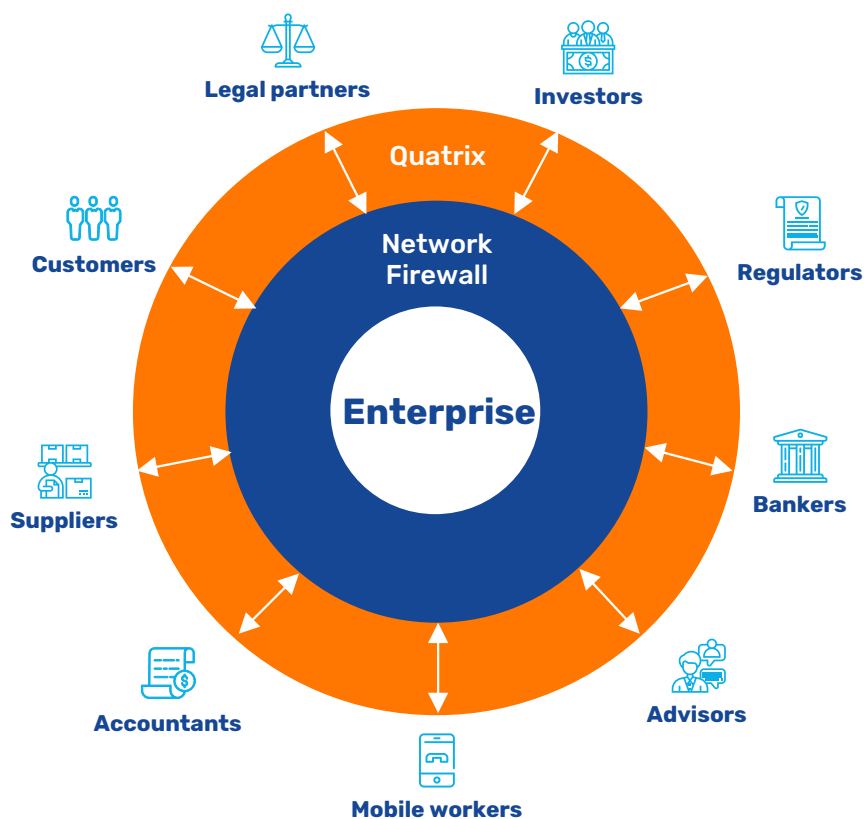 Legal partners
Investors
Quatrix
Network
Firewall
Customers
Regulators
Enterprise
Suppliers
Bankers
Accountants
Advisors
Mobile workers